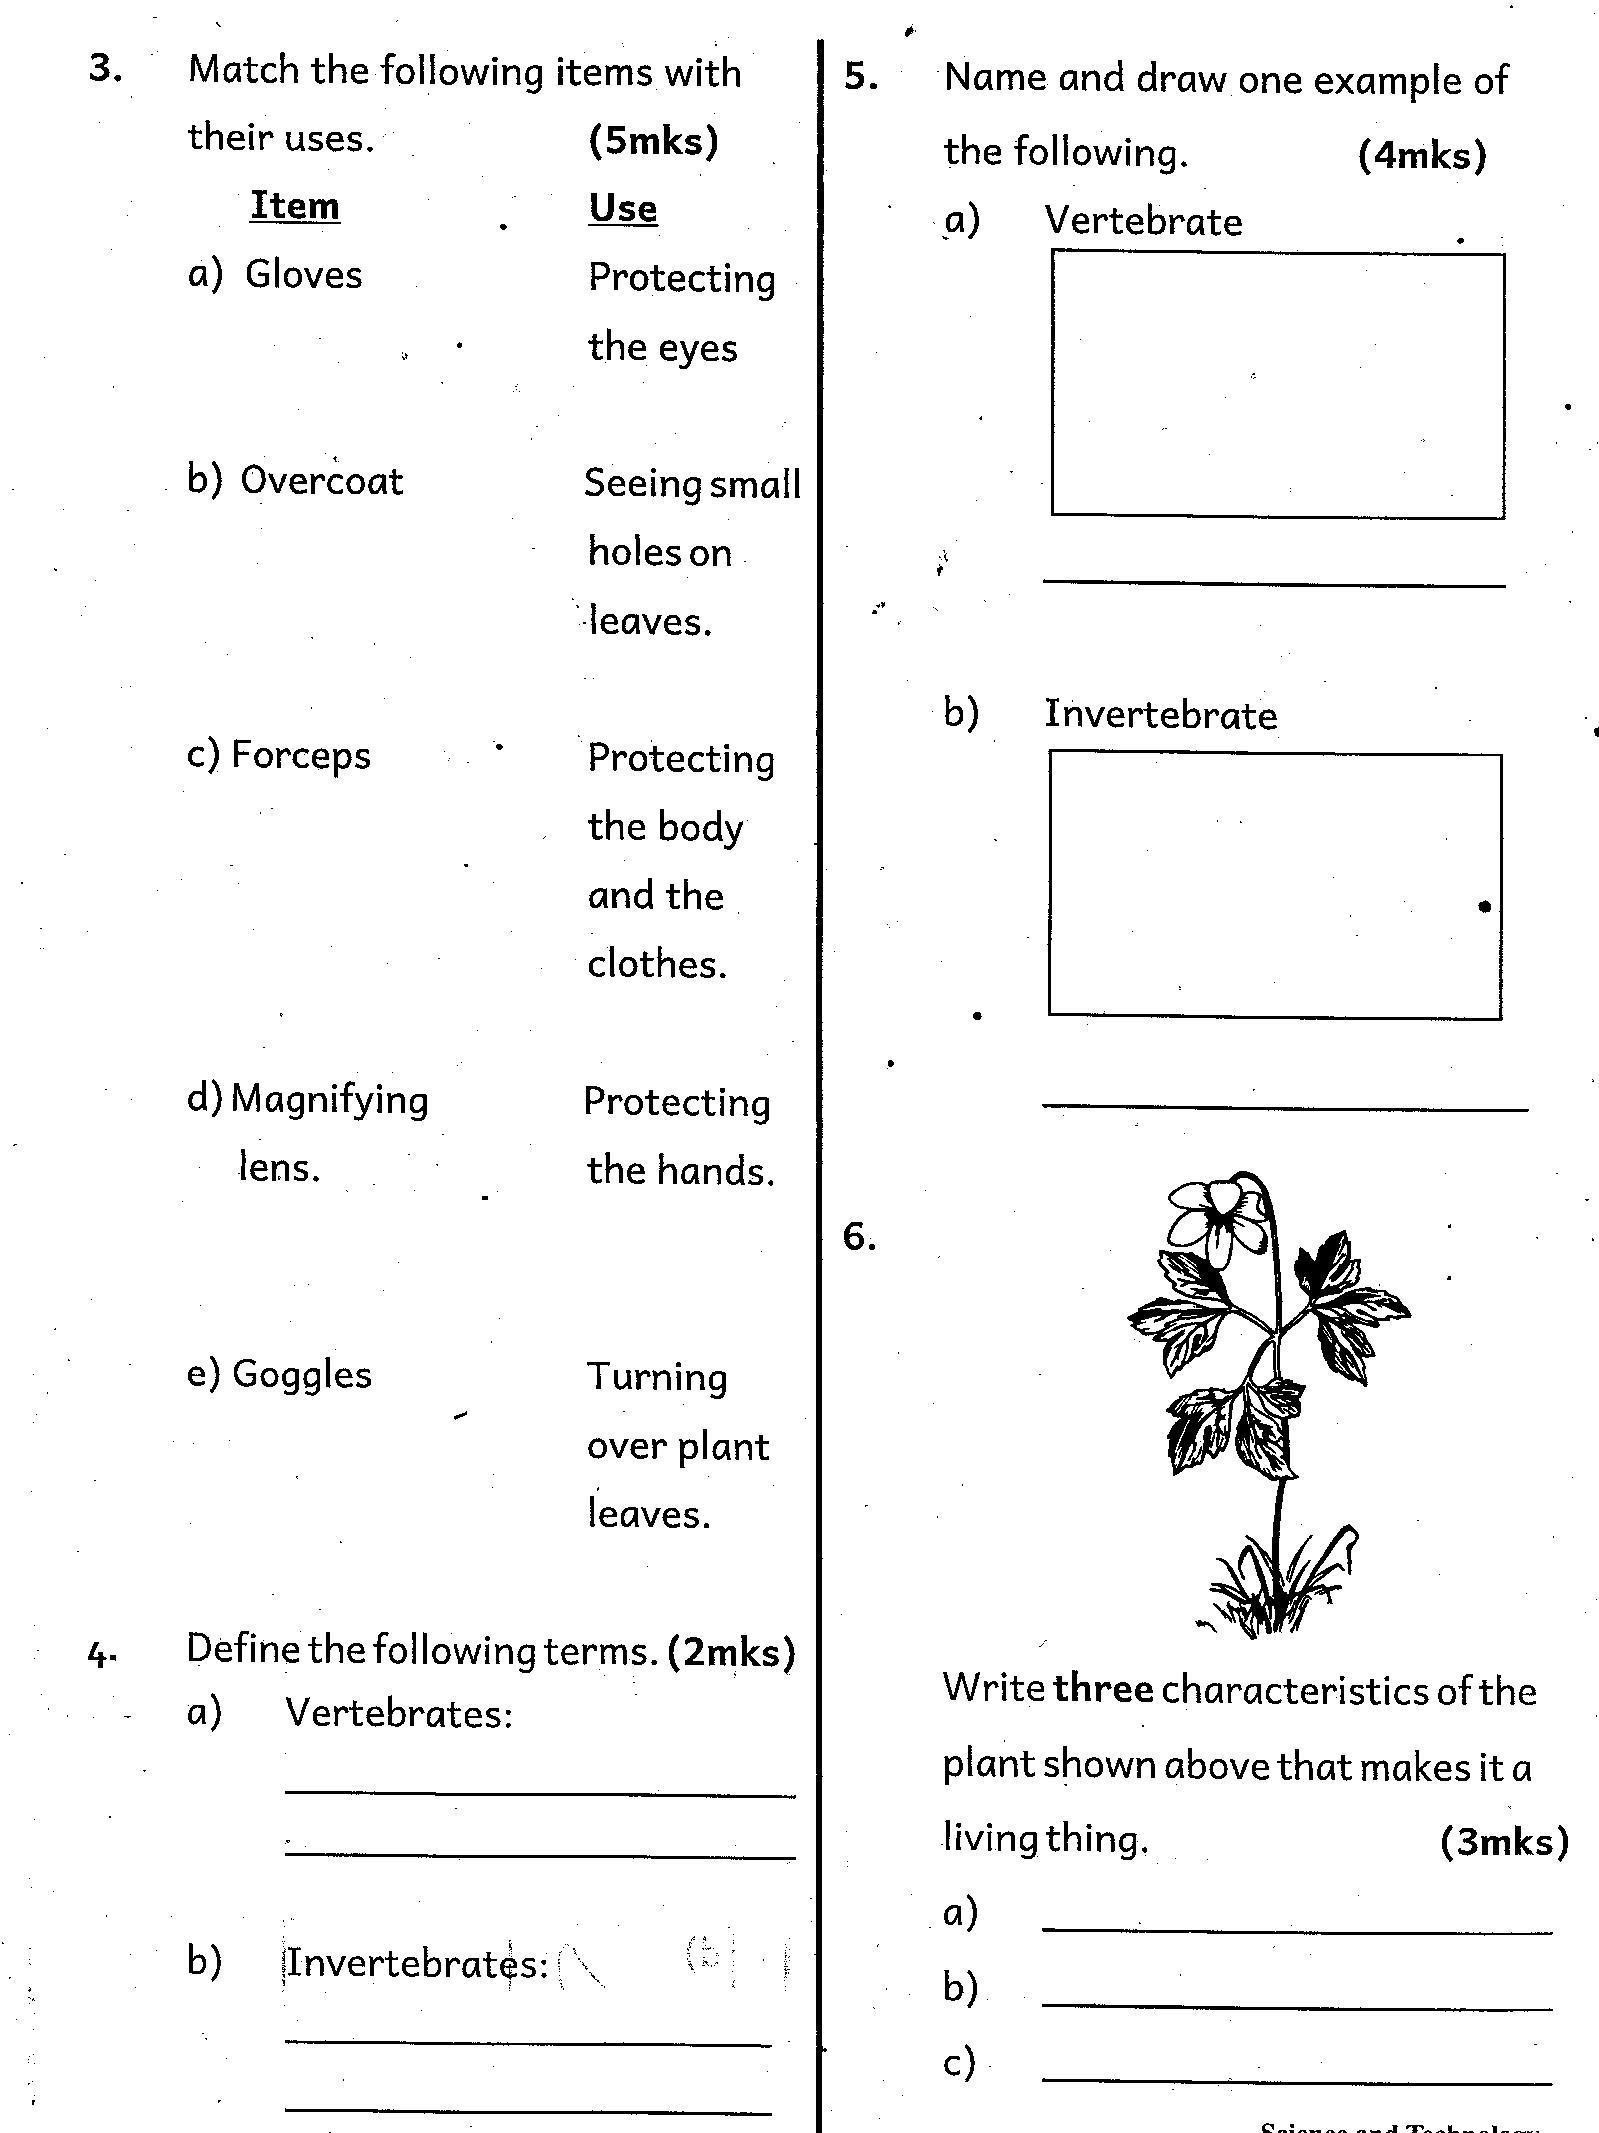 3. Match the following items with
their uses. (5mks)
Item Use
a) Gloves Protecting
the eyes
b) Overcoat Seeing small
holes on
leaves.
c) Forceps Protecting
the body
and the
clothes.
d) Magnifying Protecting
lens. the hands.
e) Goggles Turning
over plant
leaves.
4. Define the following terms. (2mks)
a) Vertebrates:
b) Invertebrates:
5. Name and draw one example of
the following. (4mks)
a) Vertebrate
b) Invertebrate
6.
Write three characteristics of the
plant shown above that makes it a
living thing. (3mks)
a)
b)
c)
Science and Technology